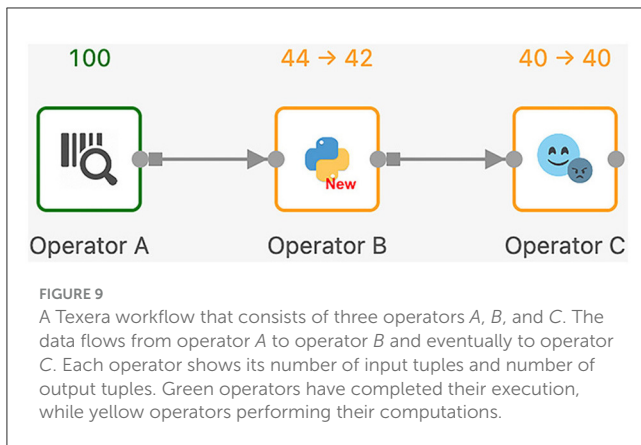 100 44 → 42 40 → 40
New
Operator A Operator B Operator C
FIGURE 9
A Texera workflow that consists of three operators A, B, and C. The
data flows from operator A to operator B and eventually to operator
C. Each operator shows its number of input tuples and number of
output tuples. Green operators have completed their execution,
while yellow operators performing their computations.